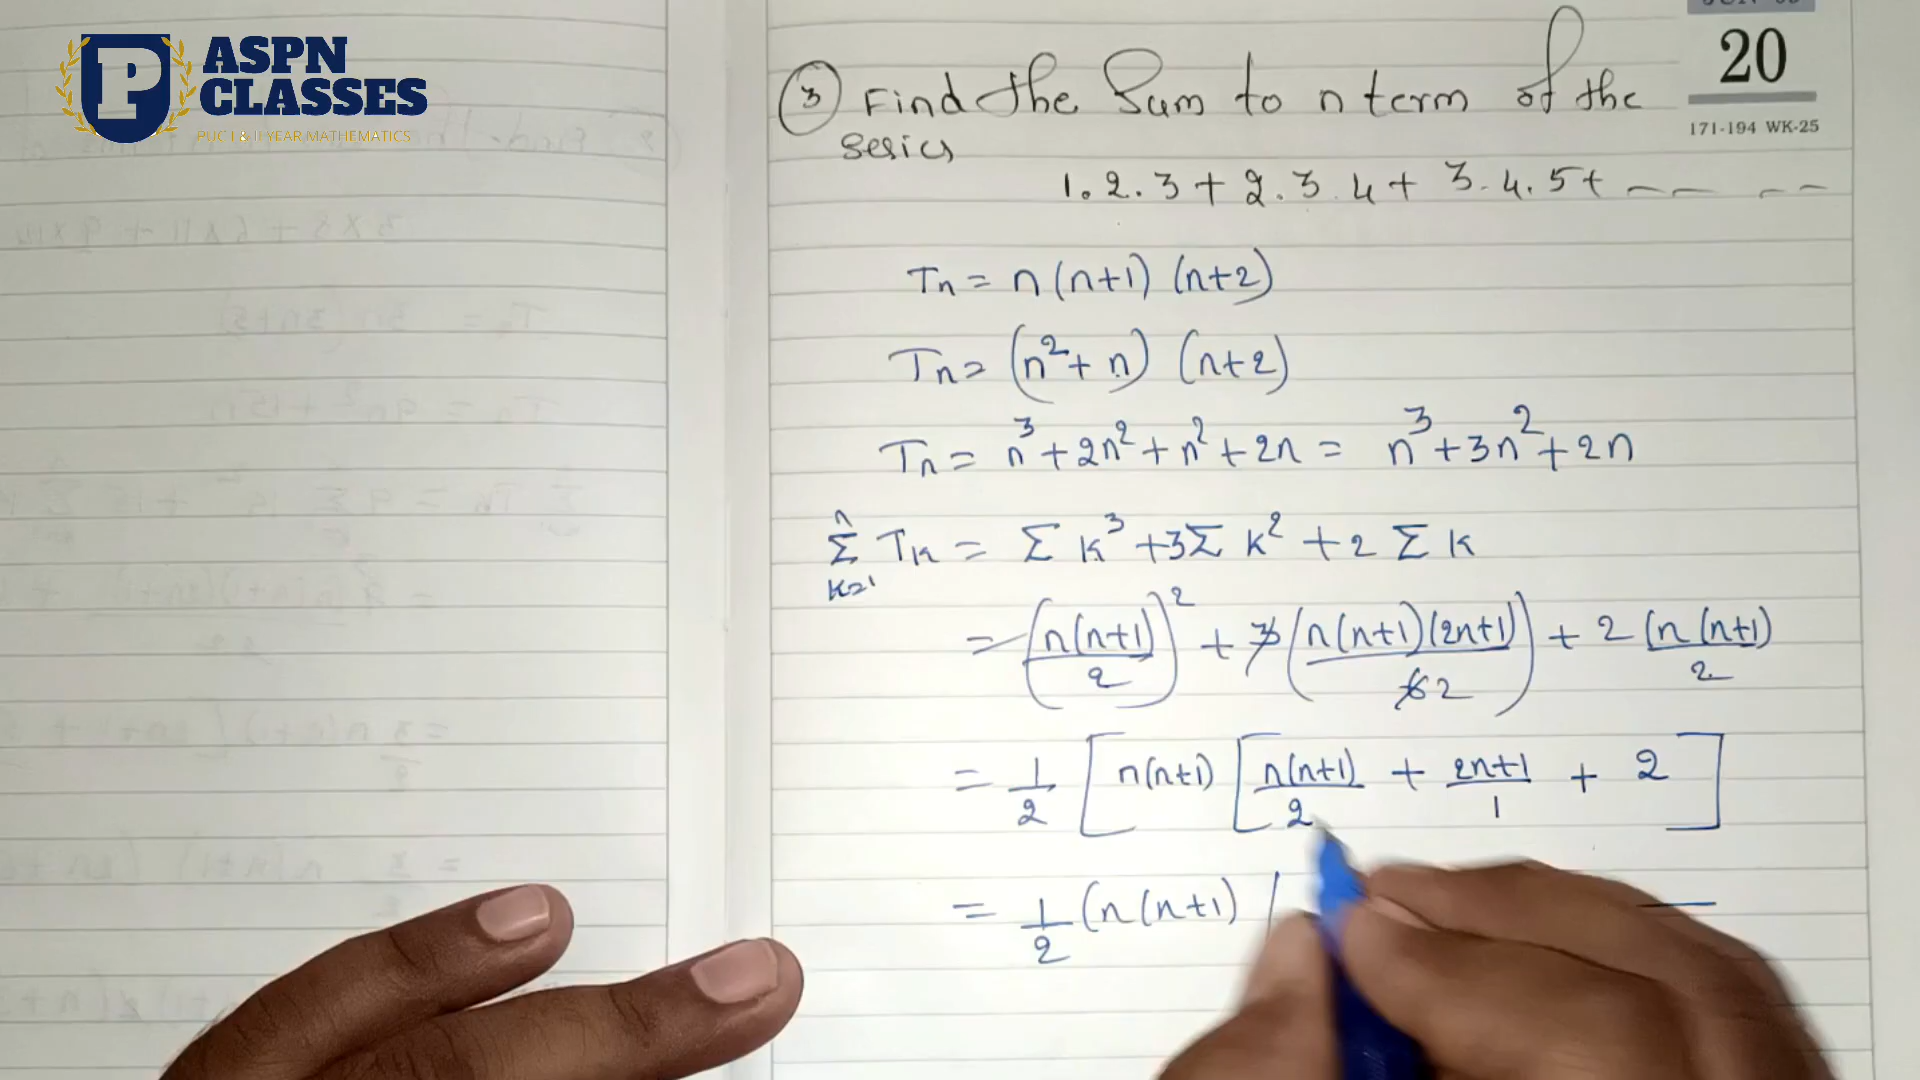 P ASPN
CLASSES
PUC I & II YEAR MATHEMATICS
20
171-194 WK-25
③ Find the Sum to n term of the
series
1.2.3 + 2.3.4 + 3.4.5 + — — — —
Tn = n(n+1) (n+2)
Tn = (n² + n) (n+2)
Tn = n³ + 2n² + n² + 2n = n³ + 3n² + 2n
n
Σ Tk = Σ k³ + 3Σ k² + 2 Σ k
k=1
= (n(n+1)/2)² + 3(n(n+1)(2n+1)/6 2) + 2 (n(n+1)/2
= 1/2 [n(n+1) [n(n+1)/2 + 2n+1/1 + 2]
= 1/2 (n(n+1)